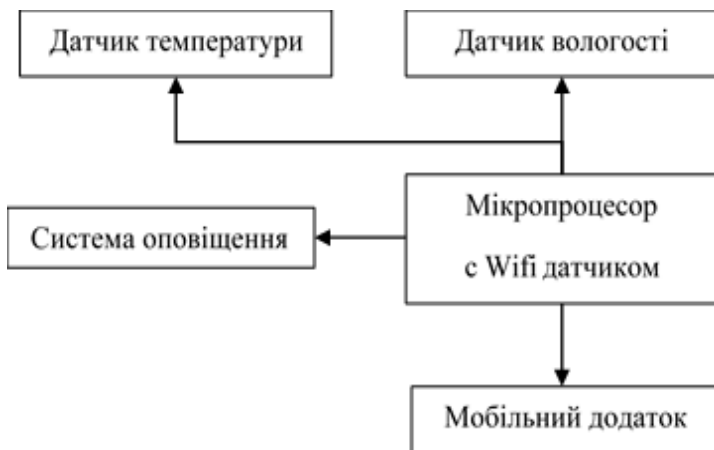 Датчик температури
Датчик вологості
Мікропроцесор
с Wifi датчиком
Система оповіщення
Мобільний додаток